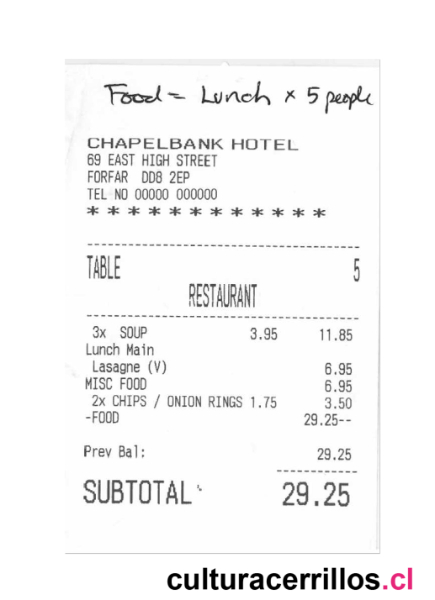 Food = Lunch x 5 people
CHAPELBANK HOTEL
69 EAST HIGH STREET
FORFAR DD8 2EP
TEL NO 00000 000000
* * * * * * * * * * * *
TABLE 5
RESTAURANT
3x SOUP 3.95 11.85
Lunch Main
Lasagne (V) 6.95
MISC FOOD 6.95
2x CHIPS / ONION RINGS 1.75 3.50
-FOOD 29.25--
Prev Bal: 29.25
SUBTOTAL 29.25
culturacerrillos.cl